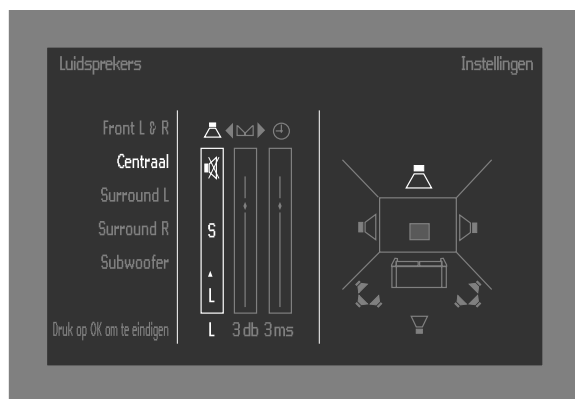 Luidsprekers Instellingen
Front L & R
Centraal
Surround L
Surround R
Subwoofer
S
L
Druk op OK om te eindigen L 3 db 3 ms